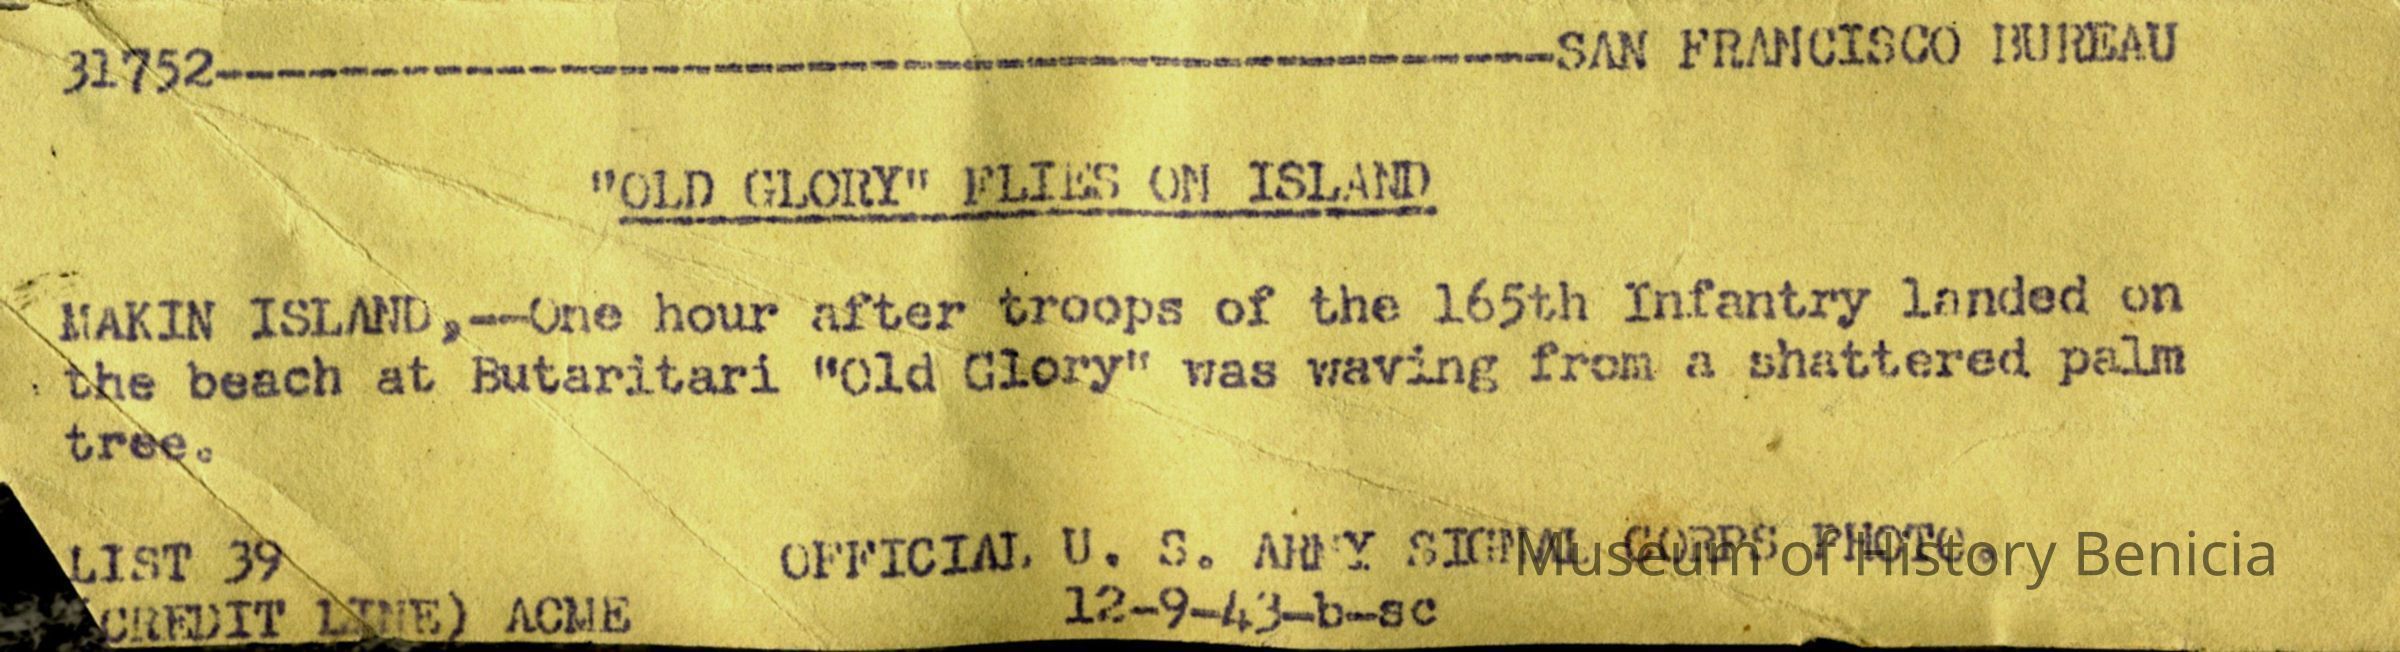 31752------------------------------------------SAN FRANCISCO BUREAU
"OLD GLORY" FLIES ON ISLAND
MAKIN ISLAND,--One hour after troops of the 165th Infantry landed on
the beach at Butaritari "Old Glory" was waving from a shattered palm
tree.
LIST 39 OFFICIAL U. S. ARMY SIGNAL CORPS PHOTO.
(CREDIT LINE) ACME 12-9-43-b-sc
Museum of History Benicia